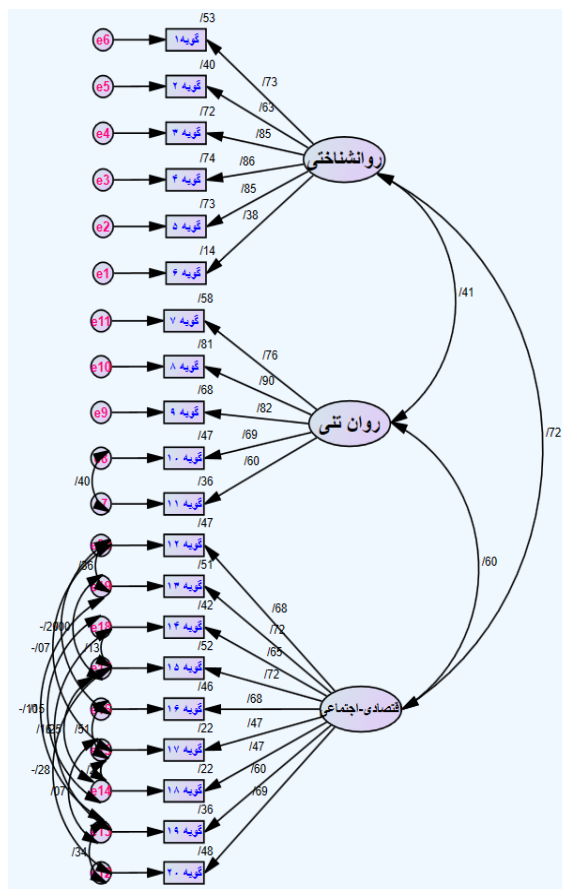 /53
e6
گویه ۱
/73
/40
e5
گویه ۲
/63
/72
e4
گویه ۳
/85
روانشناختی
/74
e3
گویه ۴
/86
/73
e2
گویه ۵
/85
/14
e1
گویه ۶
/38
/41
/58
e11
گویه ۷
/76
/81
e10
گویه ۸
/90
/68
e9
گویه ۹
/82
روان تنی
/72
/47
گویه ۱۰
/69
/40
/36
گویه ۱۱
/60
/47
گویه ۱۲
/68
/60
/51
گویه ۱۳
/72
/42
e18
گویه ۱۴
/65
-/07
/13
/52
گویه ۱۵
/72
/46
گویه ۱۶
/68
قتصادی-اجتماعی
/51
/22
گویه ۱۷
/47
-/28
/07
/22
e14
گویه ۱۸
/47
/36
گویه ۱۹
/60
/34
/48
گویه ۲۰
/69